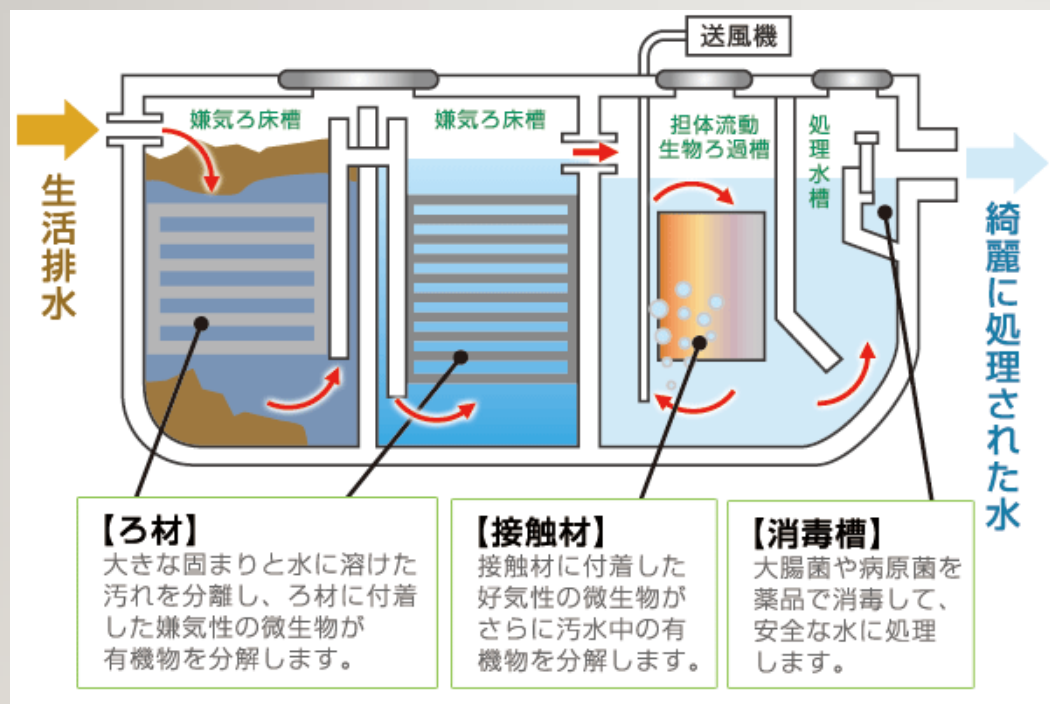 送風機
嫌気ろ床槽
嫌気ろ床槽
担体流動
生物ろ過槽
処理水槽
生活排水
綺麗に処理された水
【ろ材】
大きな固まりと水に溶けた
汚れを分離し、ろ材に付着
した嫌気性の微生物が
有機物を分解します。
【接触材】
接触材に付着した
好気性の微生物が
さらに汚水中の有
機物を分解します。
【消毒槽】
大腸菌や病原菌を
薬品で消毒して、
安全な水に処理
します。